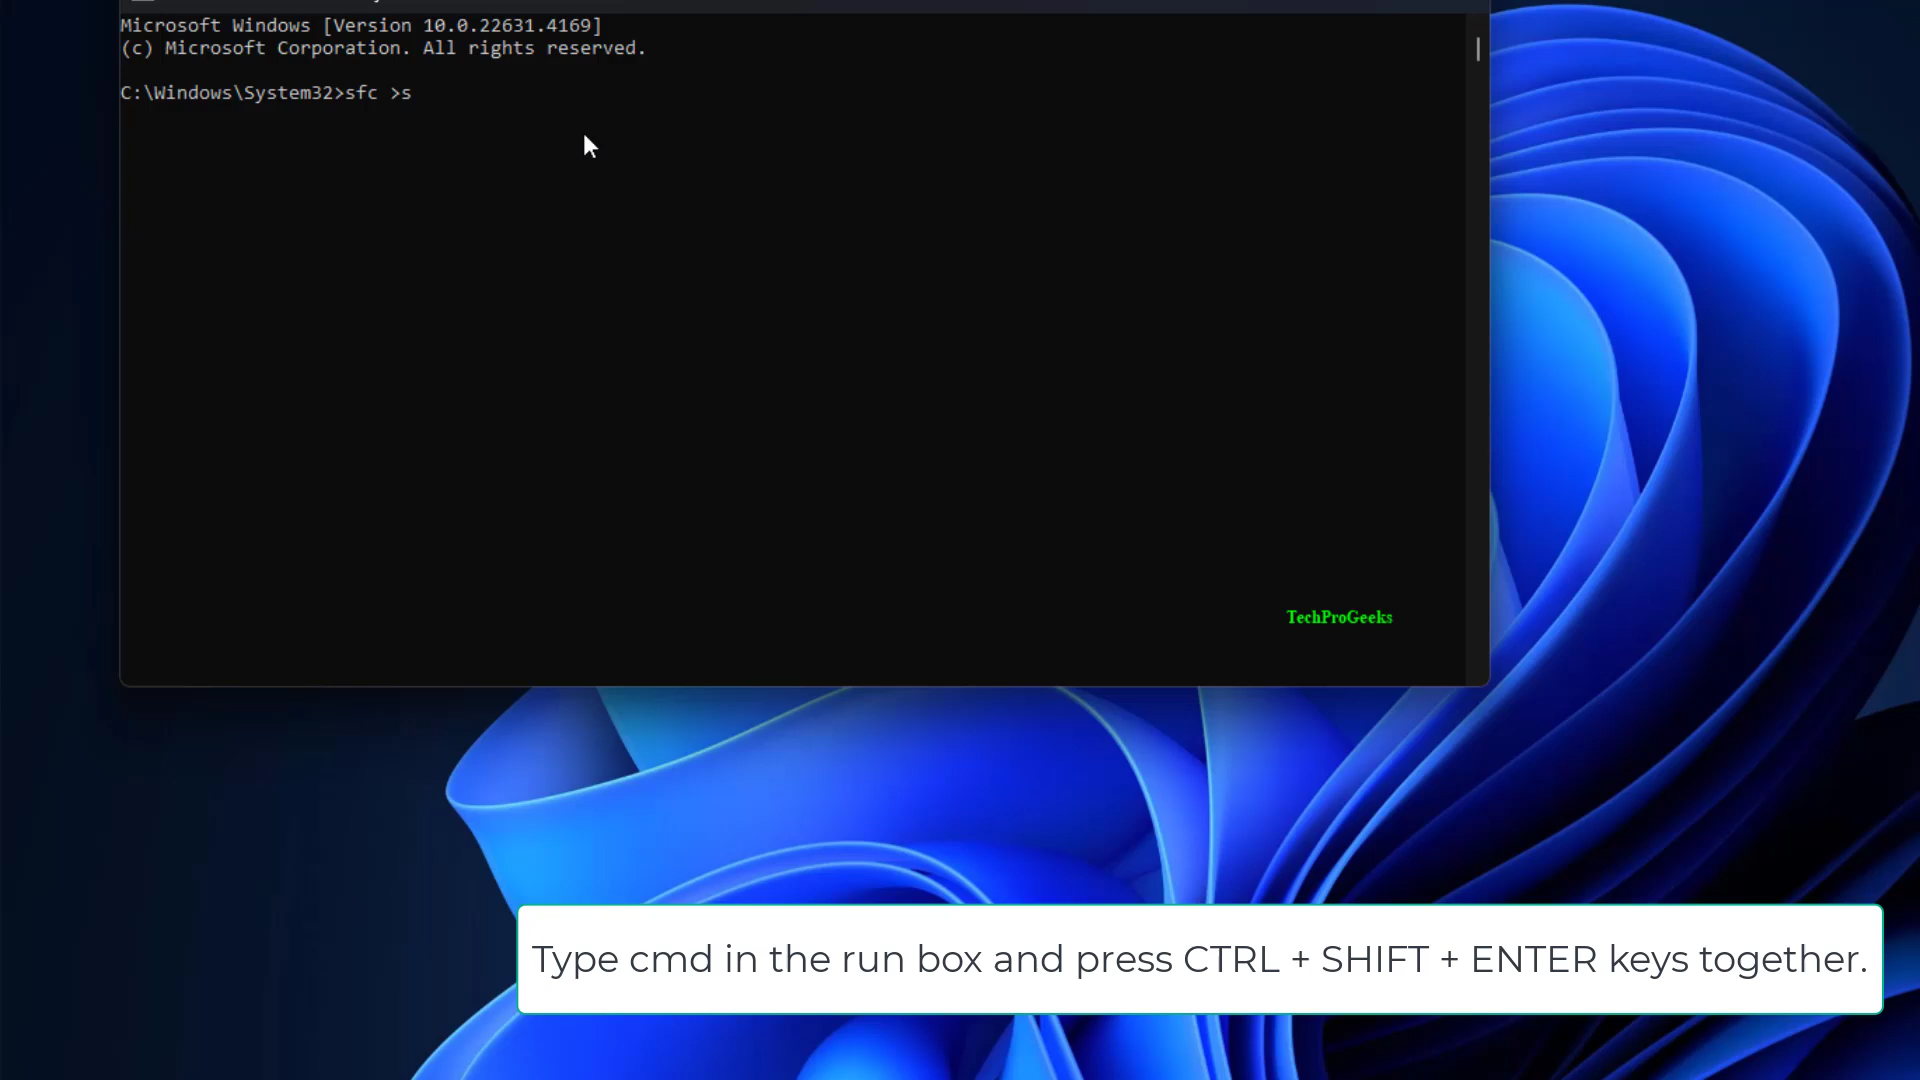 Microsoft Windows [Version 10.0.22631.4169]
(c) Microsoft Corporation. All rights reserved.
C:\Windows\System32>sfc >s
TechProGeeks
Type cmd in the run box and press CTRL + SHIFT + ENTER keys together.